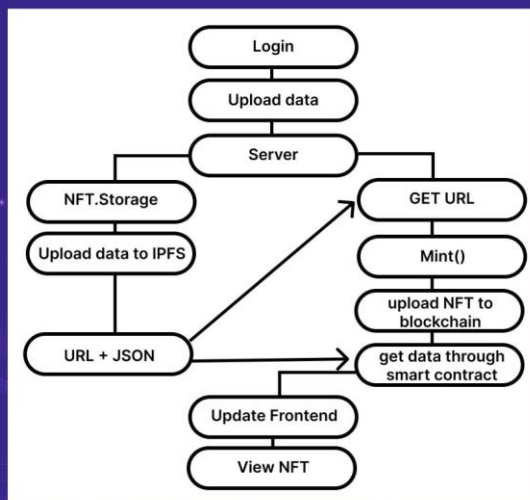 Login
Upload data
Server
NFT.Storage
GET URL
Upload data to IPFS
Mint()
upload NFT to
blockchain
URL + JSON
get data through
smart contract
Update Frontend
View NFT